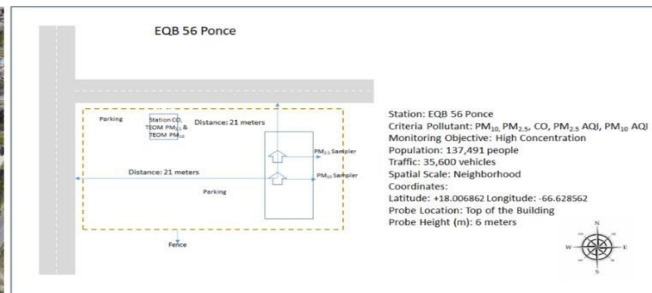 EQB 56 Ponce
Parking
Station CO,
TEOM PM2.5 &
TEOM PM10
Distance: 21 meters
PM2.5 Sampler
Distance: 21 meters
PM10 Sampler
Parking
Fence
Station: EQB 56 Ponce
Criteria Pollutant: PM10, PM2.5, CO, PM2.5 AQI, PM10 AQI
Monitoring Objective: High Concentration
Population: 137,491 people
Traffic: 35,600 vehicles
Spatial Scale: Neighborhood
Coordinates:
Latitude: +18.006862 Longitude: -66.628562
Probe Location: Top of the Building
Probe Height (m): 6 meters
N
W
E
S